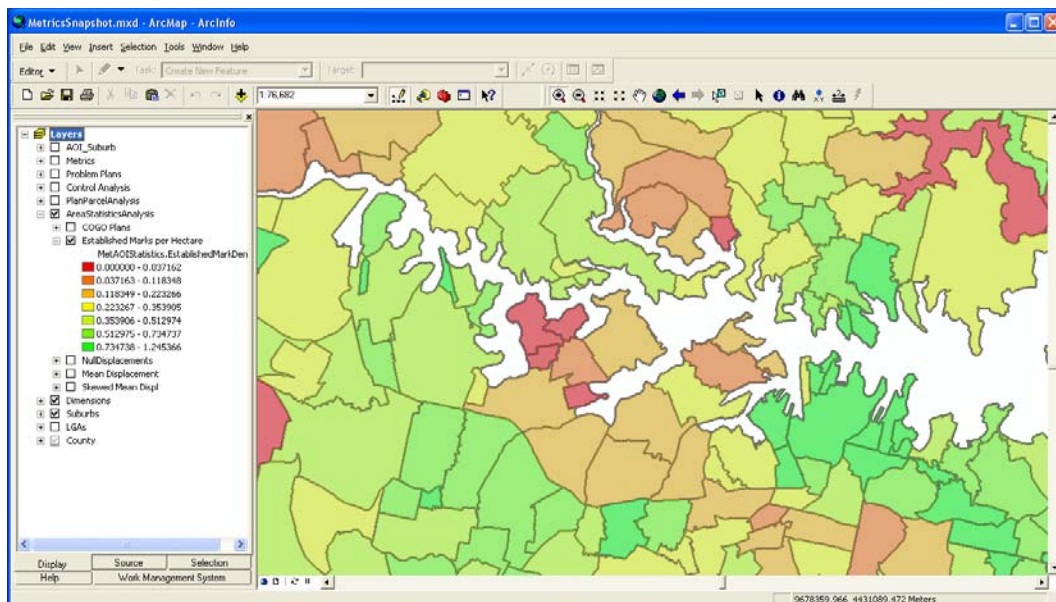 MetricsSnapshot.mxd - ArcMap - ArcInfo
File Edit View Insert Selection Tools Window Help
Editor Task: Create New Feature Target:
1:76,682
Layers
AOI_Suburb
Metrics
Problem Plans
Control Analysis
PlanParcelAnalysis
AreaStatisticsAnalysis
COGO Plans
Established Marks per Hectare
MetAOIStatistics.EstablishedMarkDen
0.000000 - 0.037162
0.037163 - 0.118348
0.118349 - 0.223266
0.223267 - 0.353905
0.353906 - 0.512974
0.512975 - 0.734737
0.734738 - 1.245366
NullDisplacements
Mean Displacement
Skewed Mean Displ
Dimensions
Suburbs
LGAs
County
Display Source Selection
Help Work Management System
9678359.966 4431089.472 Meters